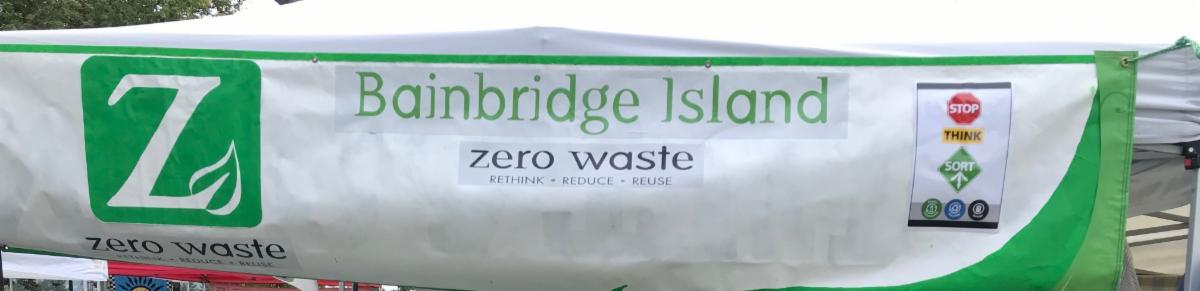 Z
zero waste
RETHINK • REDUCE • REUSE
Bainbridge Island
zero waste
RETHINK • REDUCE • REUSE
STOP
THINK
SORT